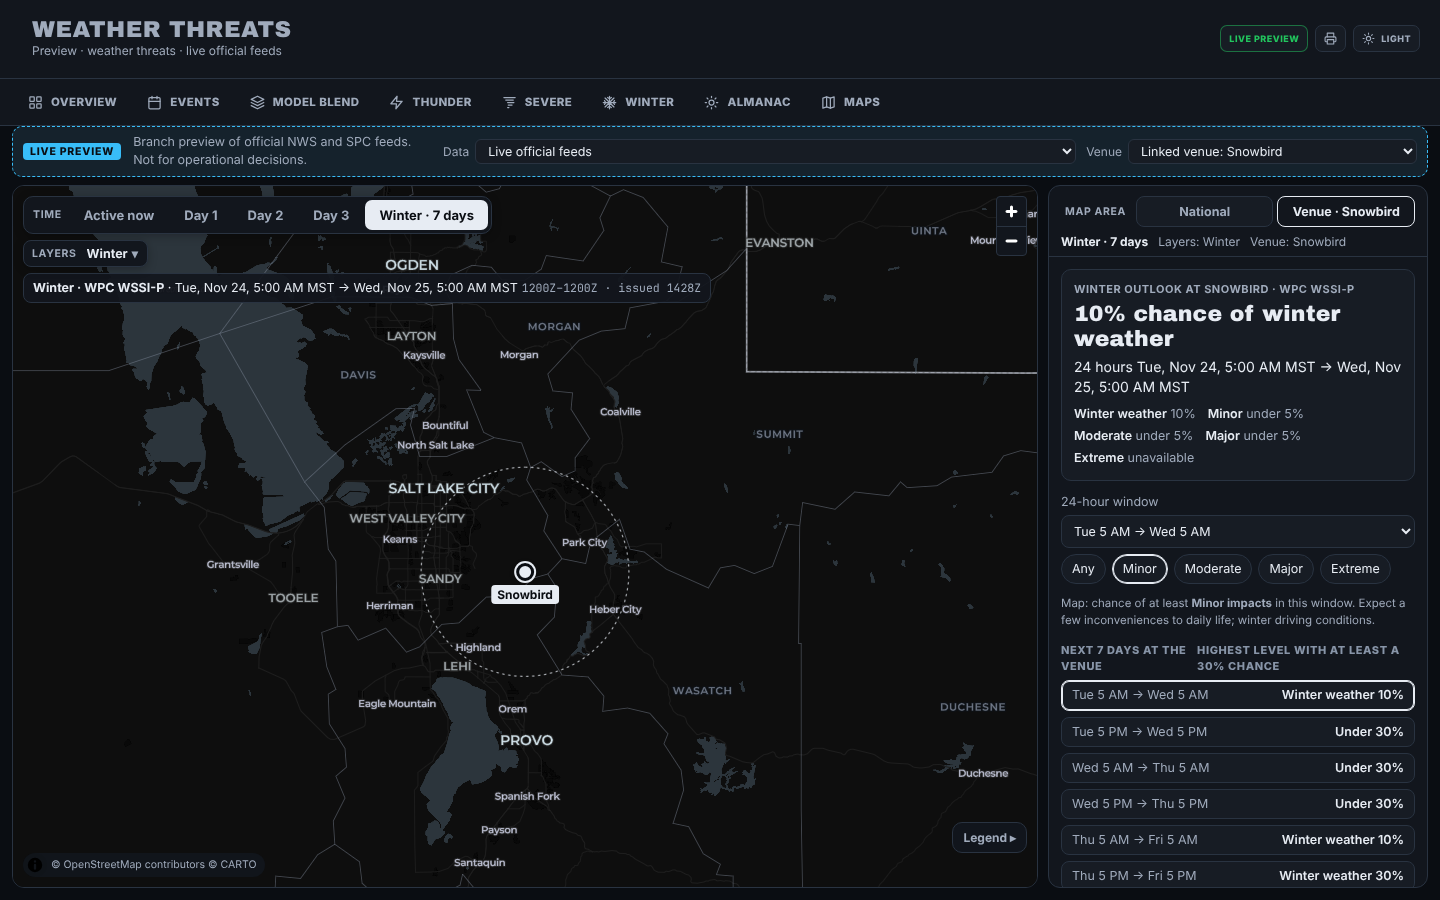 WEATHER THREATS
Preview · weather threats · live official feeds
LIVE PREVIEW
LIGHT
OVERVIEW
EVENTS
MODEL BLEND
THUNDER
SEVERE
WINTER
ALMANAC
MAPS
LIVE PREVIEW
Branch preview of official NWS and SPC feeds.
Not for operational decisions.
Data
Live official feeds
Venue
Linked venue: Snowbird
TIME
Active now
Day 1
Day 2
Day 3
Winter · 7 days
LAYERS
Winter ▾
Winter · WPC WSSI-P · Tue, Nov 24, 5:00 AM MST → Wed, Nov 25, 5:00 AM MST 1200Z–1200Z · issued 1428Z
+
−
EVANSTON
UINTA
OGDEN
MORGAN
LAYTON
Kaysville
Morgan
DAVIS
Coalville
Bountiful
North Salt Lake
SUMMIT
SALT LAKE CITY
WEST VALLEY CITY
Kearns
Park City
Grantsville
SANDY
Snowbird
TOOELE
Herriman
Heber City
Highland
LEHI
WASATCH
Eagle Mountain
Orem
DUCHESNE
PROVO
Duchesne
Spanish Fork
Payson
Santaquin
Legend ▸
© OpenStreetMap contributors © CARTO
MAP AREA
National
Venue · Snowbird
Winter · 7 days Layers: Winter Venue: Snowbird
WINTER OUTLOOK AT SNOWBIRD · WPC WSSI-P
10% chance of winter
weather
24 hours Tue, Nov 24, 5:00 AM MST → Wed, Nov
25, 5:00 AM MST
Winter weather 10% Minor under 5%
Moderate under 5% Major under 5%
Extreme unavailable
24-hour window
Tue 5 AM → Wed 5 AM
Any
Minor
Moderate
Major
Extreme
Map: chance of at least Minor impacts in this window. Expect a
few inconveniences to daily life; winter driving conditions.
NEXT 7 DAYS AT THE
VENUE
HIGHEST LEVEL WITH AT LEAST A
30% CHANCE
Tue 5 AM → Wed 5 AM Winter weather 10%
Tue 5 PM → Wed 5 PM Under 30%
Wed 5 AM → Thu 5 AM Under 30%
Wed 5 PM → Thu 5 PM Under 30%
Thu 5 AM → Fri 5 AM Winter weather 10%
Thu 5 PM → Fri 5 PM Winter weather 30%